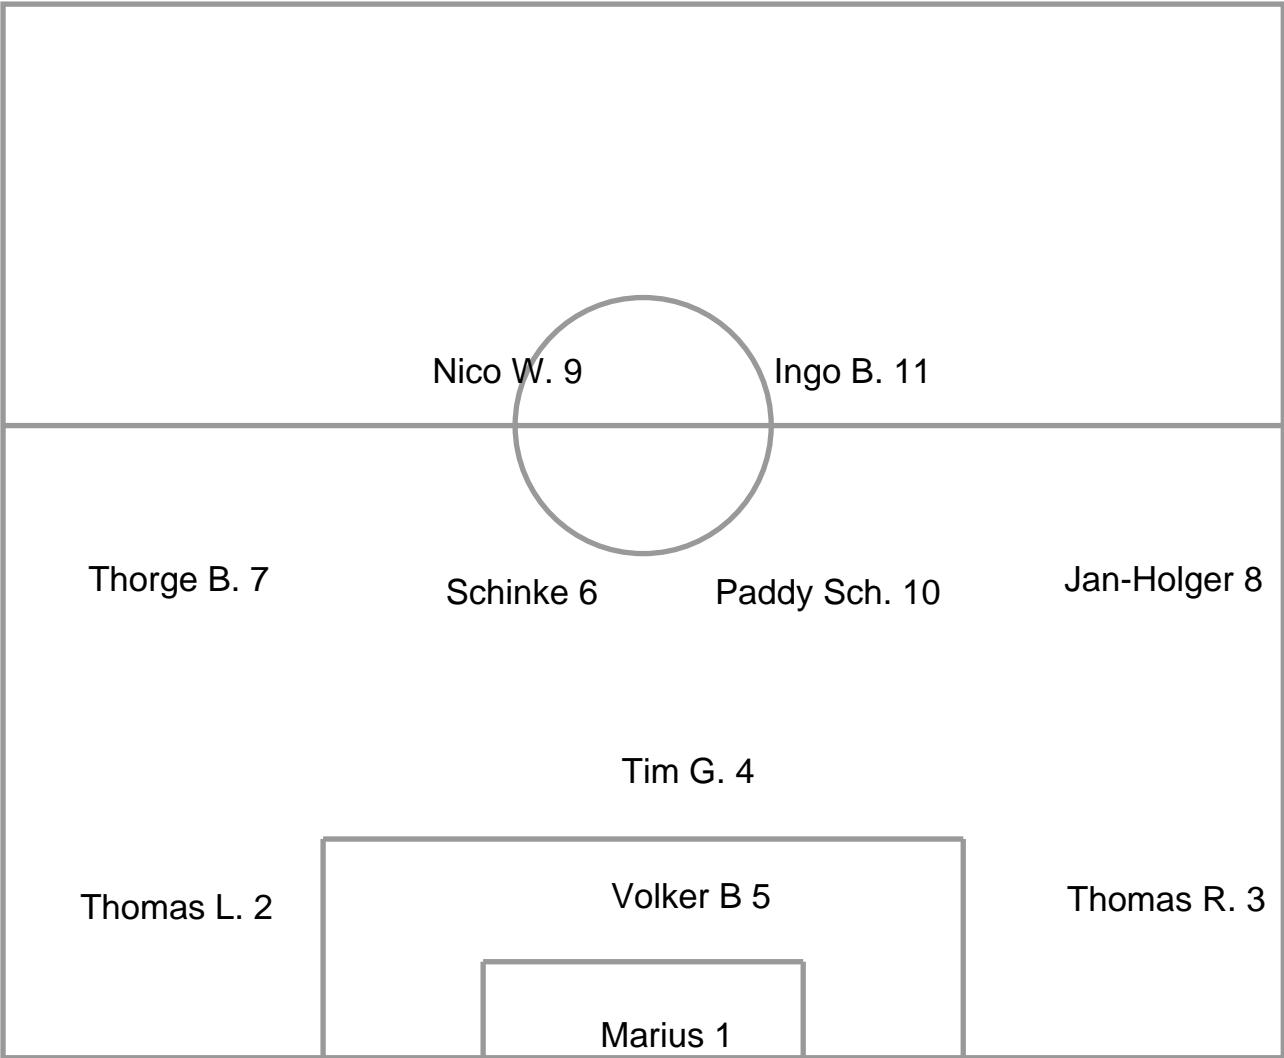 Nico W. 9
Ingo B. 11
Thorge B. 7
Schinke 6
Paddy Sch. 10
Jan-Holger 8
Tim G. 4
Thomas L. 2
Volker B 5
Thomas R. 3
Marius 1